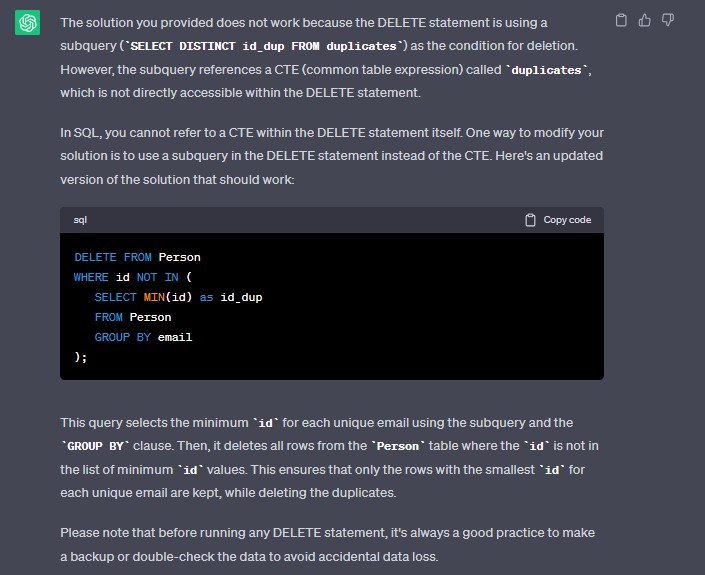 The solution you provided does not work because the DELETE statement is using a
subquery (`SELECT DISTINCT id_dup FROM duplicates`) as the condition for deletion.
However, the subquery references a CTE (common table expression) called `duplicates`,
which is not directly accessible within the DELETE statement.
In SQL, you cannot refer to a CTE within the DELETE statement itself. One way to modify your
solution is to use a subquery in the DELETE statement instead of the CTE. Here's an updated
version of the solution that should work:
sql Copy code
DELETE FROM Person
WHERE id NOT IN (
SELECT MIN(id) as id_dup
FROM Person
GROUP BY email
);
This query selects the minimum `id` for each unique email using the subquery and the
`GROUP BY` clause. Then, it deletes all rows from the `Person` table where the `id` is not in
the list of minimum `id` values. This ensures that only the rows with the smallest `id` for
each unique email are kept, while deleting the duplicates.
Please note that before running any DELETE statement, it's always a good practice to make
a backup or double-check the data to avoid accidental data loss.